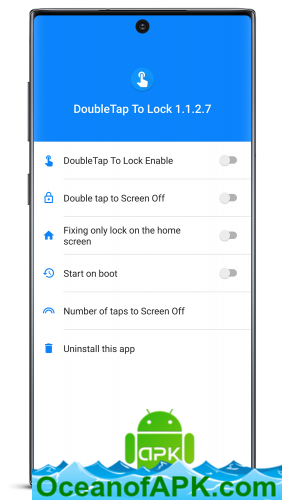 DoubleTap To Lock 1.1.2.7
DoubleTap To Lock Enable
Double tap to Screen Off
Fixing only lock on the home
screen
Start on boot
Number of taps to Screen Off
Uninstall this app
APK
OceanofAPK.com